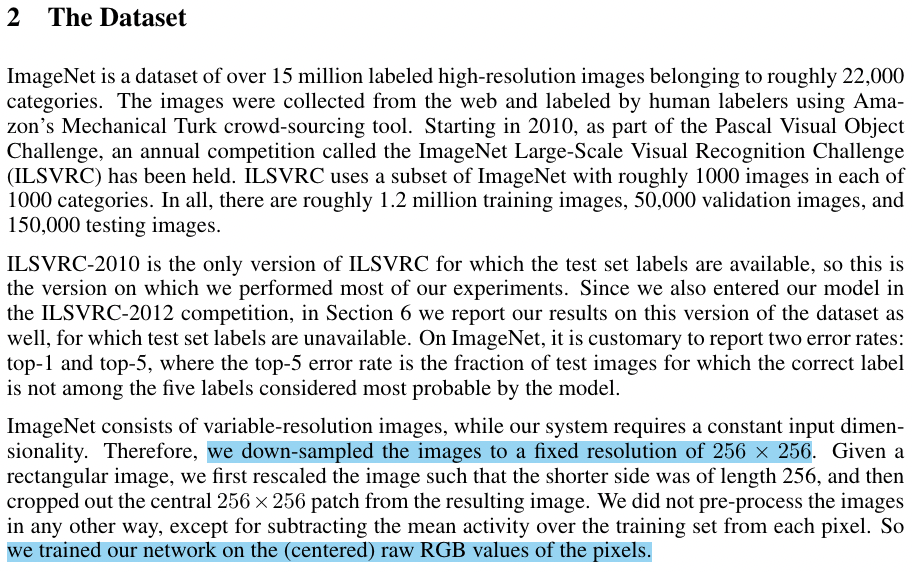 2 The Dataset
ImageNet is a dataset of over 15 million labeled high-resolution images belonging to roughly 22,000
categories. The images were collected from the web and labeled by human labelers using Ama-
zon's Mechanical Turk crowd-sourcing tool. Starting in 2010, as part of the Pascal Visual Object
Challenge, an annual competition called the ImageNet Large-Scale Visual Recognition Challenge
(ILSVRC) has been held. ILSVRC uses a subset of ImageNet with roughly 1000 images in each of
1000 categories. In all, there are roughly 1.2 million training images, 50,000 validation images, and
150,000 testing images.
ILSVRC-2010 is the only version of ILSVRC for which the test set labels are available, so this is
the version on which we performed most of our experiments. Since we also entered our model in
the ILSVRC-2012 competition, in Section 6 we report our results on this version of the dataset as
well, for which test set labels are unavailable. On ImageNet, it is customary to report two error rates:
top-1 and top-5, where the top-5 error rate is the fraction of test images for which the correct label
is not among the five labels considered most probable by the model.
ImageNet consists of variable-resolution images, while our system requires a constant input dimen-
sionality. Therefore, we down-sampled the images to a fixed resolution of 256 × 256. Given a
rectangular image, we first rescaled the image such that the shorter side was of length 256, and then
cropped out the central 256×256 patch from the resulting image. We did not pre-process the images
in any other way, except for subtracting the mean activity over the training set from each pixel. So
we trained our network on the (centered) raw RGB values of the pixels.